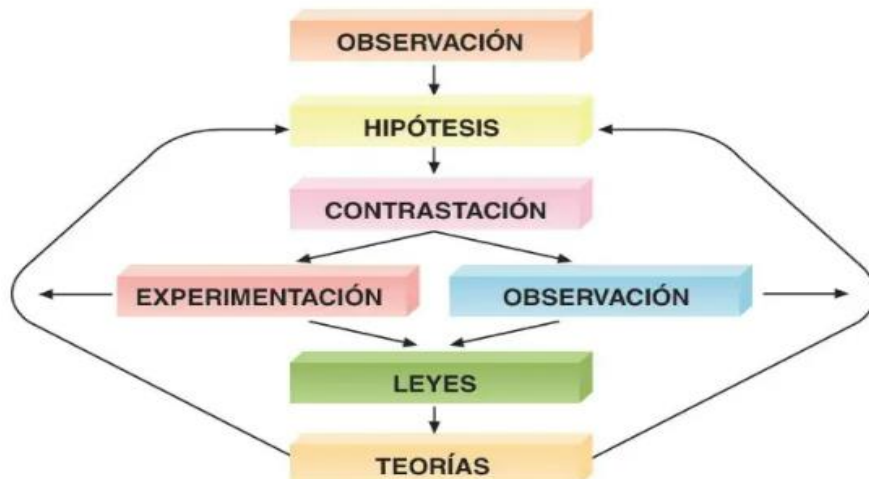 OBSERVACIÓN
HIPÓTESIS
CONTRASTACIÓN
EXPERIMENTACIÓN
OBSERVACIÓN
LEYES
TEORÍAS